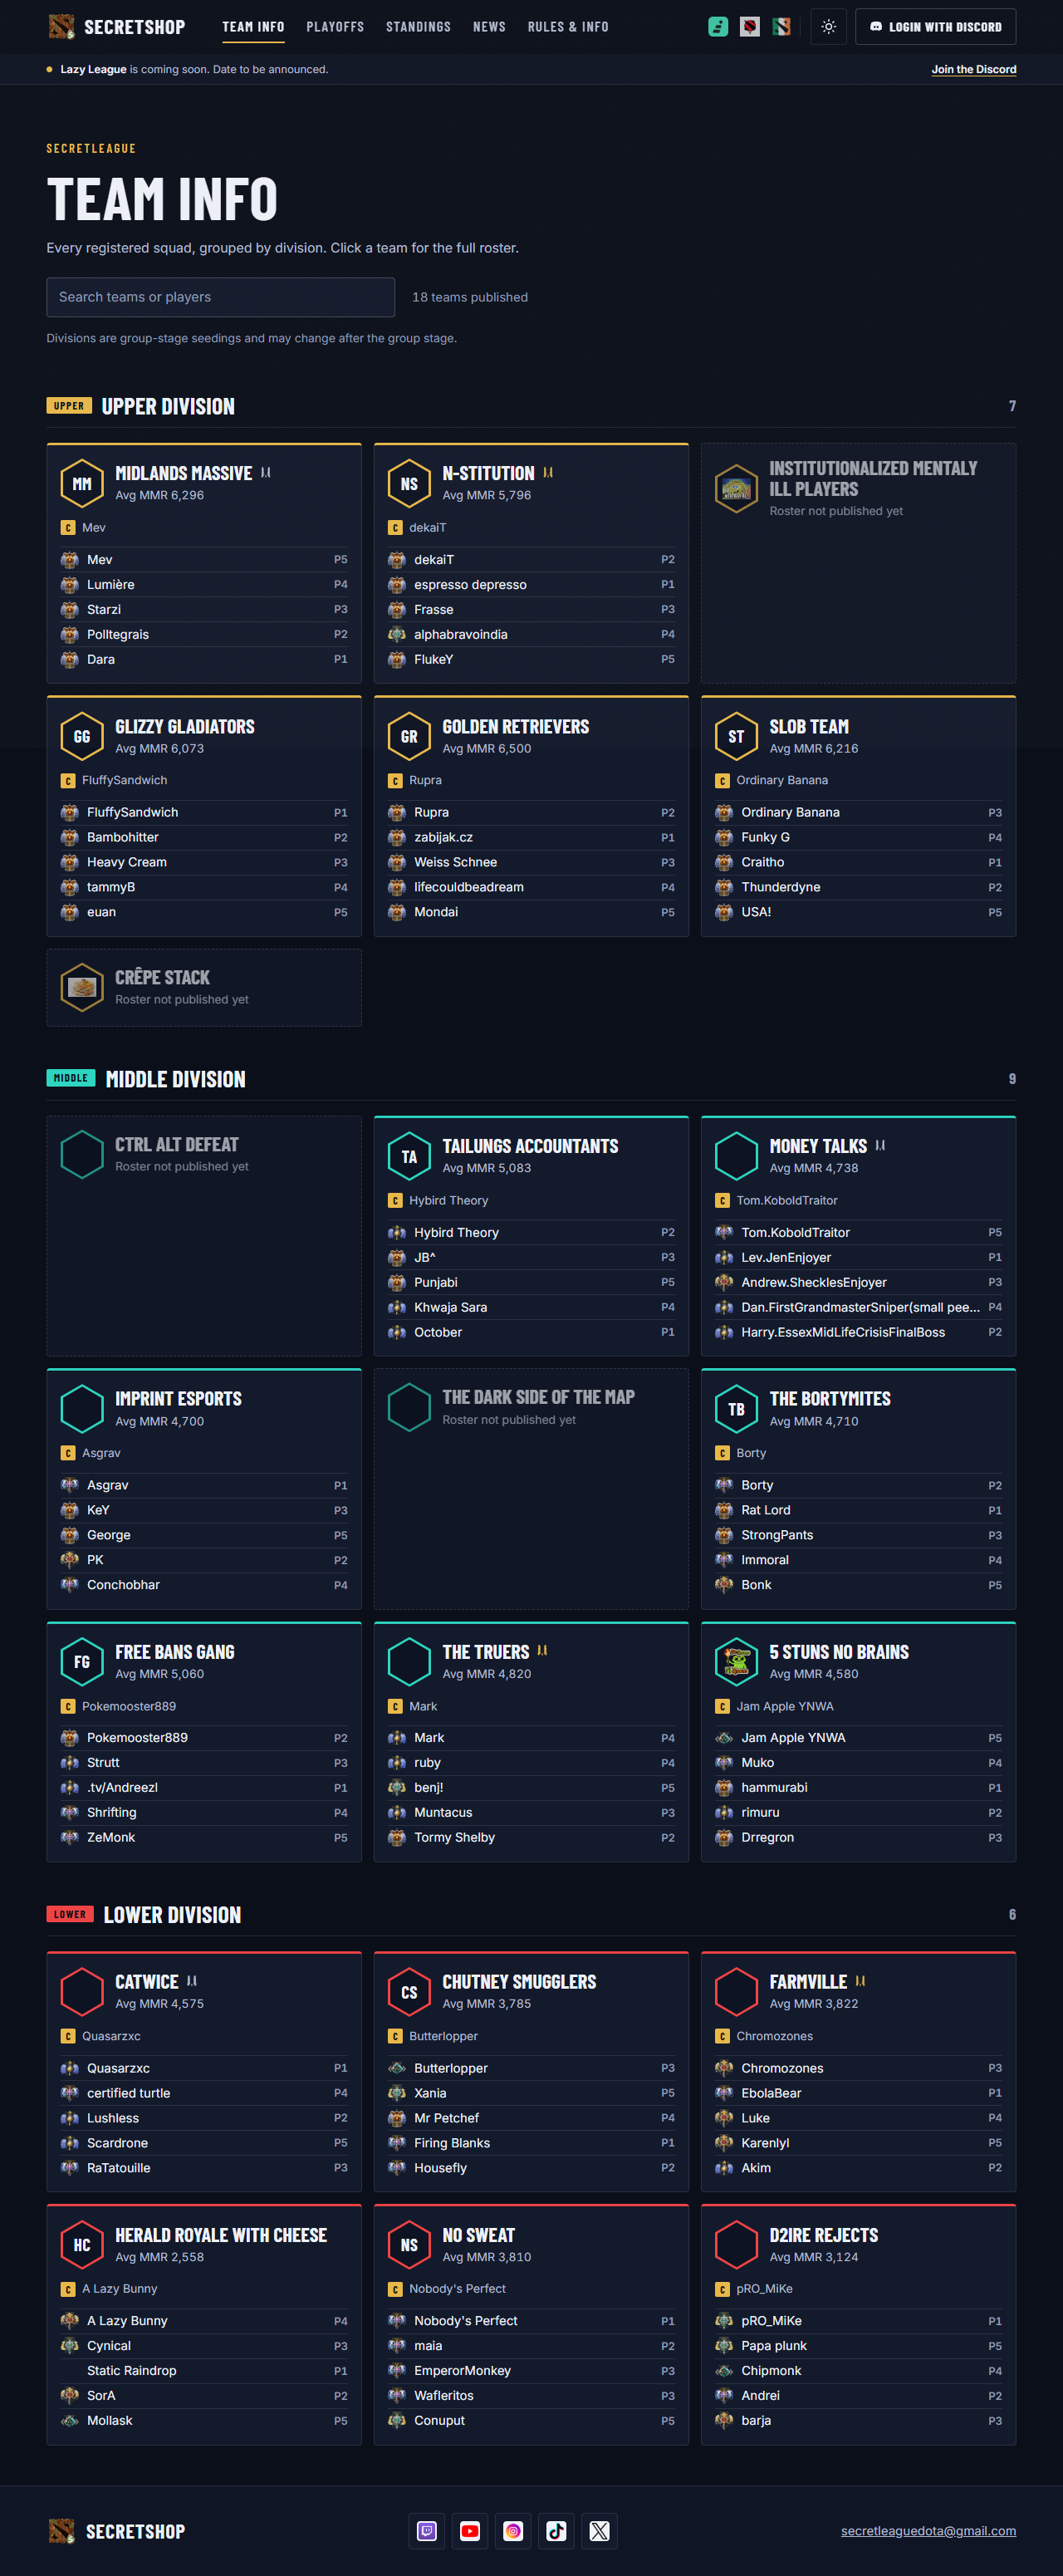 SECRETSHOP
TEAM INFO
PLAYOFFS
STANDINGS
NEWS
RULES & INFO
LOGIN WITH DISCORD
Lazy League is coming soon. Date to be announced.
Join the Discord
SECRETLEAGUE
TEAM INFO
Every registered squad, grouped by division. Click a team for the full roster.
Search teams or players
18 teams published
Divisions are group-stage seedings and may change after the group stage.
UPPER
UPPER DIVISION
7
MM
MIDLANDS MASSIVE
Avg MMR 6,296
C Mev
Mev P5
Lumière P4
Starzi P3
Polltegrais P2
Dara P1
NS
N-STITUTION
Avg MMR 5,796
C dekaiT
dekaiT P2
espresso depresso P1
Frasse P3
alphabravoindia P4
FlukeY P5
INSTITUTIONALIZED MENTALY
ILL PLAYERS
Roster not published yet
GG
GLIZZY GLADIATORS
Avg MMR 6,073
C FluffySandwich
FluffySandwich P1
Bambohitter P2
Heavy Cream P3
tammyB P4
euan P5
GR
GOLDEN RETRIEVERS
Avg MMR 6,500
C Rupra
Rupra P2
zabijak.cz P1
Weiss Schnee P3
lifecouldbeadream P4
Mondai P5
ST
SLOB TEAM
Avg MMR 6,216
C Ordinary Banana
Ordinary Banana P3
Funky G P4
Craitho P1
Thunderdyne P2
USA! P5
CRÊPE STACK
Roster not published yet
MIDDLE
MIDDLE DIVISION
9
CTRL ALT DEFEAT
Roster not published yet
TA
TAILUNGS ACCOUNTANTS
Avg MMR 5,083
C Hybird Theory
Hybird Theory P2
JB^ P3
Punjabi P5
Khwaja Sara P4
October P1
MONEY TALKS
Avg MMR 4,738
C Tom.KoboldTraitor
Tom.KoboldTraitor P5
Lev.JenEnjoyer P1
Andrew.ShecklesEnjoyer P3
Dan.FirstGrandmasterSniper(small pee... P4
Harry.EssexMidLifeCrisisFinalBoss P2
IMPRINT ESPORTS
Avg MMR 4,700
C Asgrav
Asgrav P1
KeY P3
George P5
PK P2
Conchobhar P4
THE DARK SIDE OF THE MAP
Roster not published yet
TB
THE BORTYMITES
Avg MMR 4,710
C Borty
Borty P2
Rat Lord P1
StrongPants P3
Immoral P4
Bonk P5
FG
FREE BANS GANG
Avg MMR 5,060
C Pokemooster889
Pokemooster889 P2
Strutt P3
.tv/Andreezl P1
Shrifting P4
ZeMonk P5
THE TRUERS
Avg MMR 4,820
C Mark
Mark P4
ruby P4
benj! P5
Muntacus P3
Tormy Shelby P2
5 STUNS NO BRAINS
Avg MMR 4,580
C Jam Apple YNWA
Jam Apple YNWA P5
Muko P4
hammurabi P1
rimuru P2
Drregron P3
LOWER
LOWER DIVISION
6
CATWICE
Avg MMR 4,575
C Quasarzxc
Quasarzxc P1
certified turtle P4
Lushless P2
Scardrone P5
RaTatouille P3
CS
CHUTNEY SMUGGLERS
Avg MMR 3,785
C Butterlopper
Butterlopper P3
Xania P5
Mr Petchef P4
Firing Blanks P1
Housefly P2
FARMVILLE
Avg MMR 3,822
C Chromozones
Chromozones P3
EbolaBear P1
Luke P4
Karenlyl P5
Akim P2
HC
HERALD ROYALE WITH CHEESE
Avg MMR 2,558
C A Lazy Bunny
A Lazy Bunny P4
Cynical P3
Static Raindrop P1
SorA P2
Mollask P5
NS
NO SWEAT
Avg MMR 3,810
C Nobody's Perfect
Nobody's Perfect P1
maia P2
EmperorMonkey P3
Wafleritos P3
Conuput P5
D2IRE REJECTS
Avg MMR 3,124
C pRO_MiKe
pRO_MiKe P1
Papa plunk P5
Chipmonk P4
Andrei P2
barja P3
SECRETSHOP
secretleaguedota@gmail.com